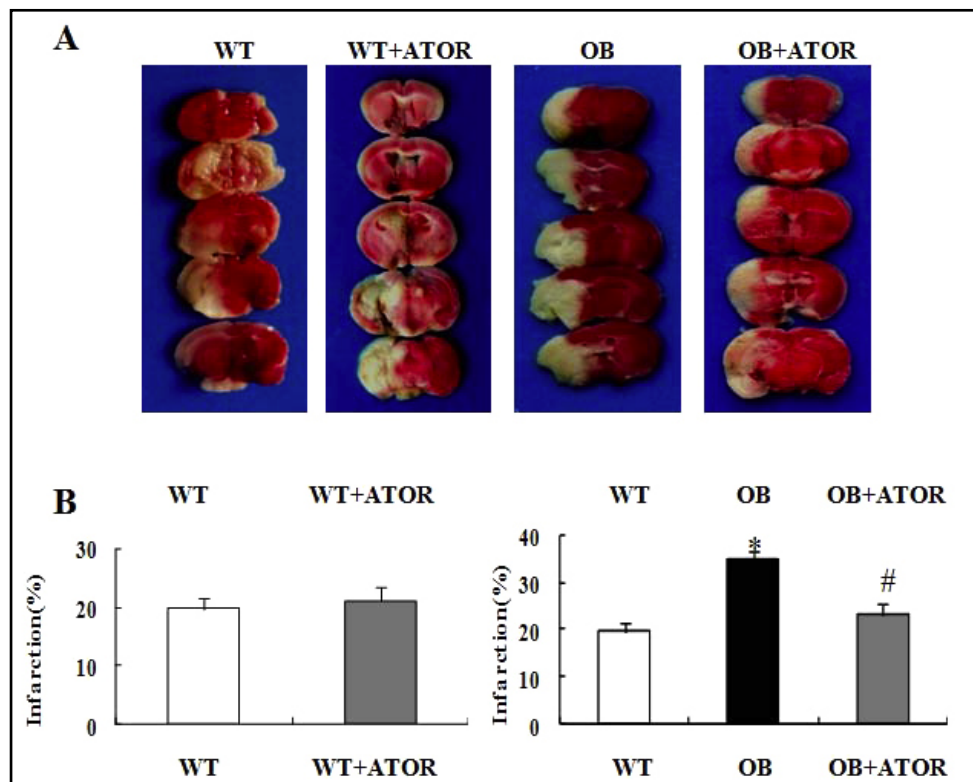 A
WT WT+ATOR OB OB+ATOR
B
WT WT+ATOR
Infarction(%)
30
20
10
0
WT WT+ATOR
WT OB OB+ATOR
Infarction(%)
40
30
20
10
0
*
#
WT OB OB+ATOR